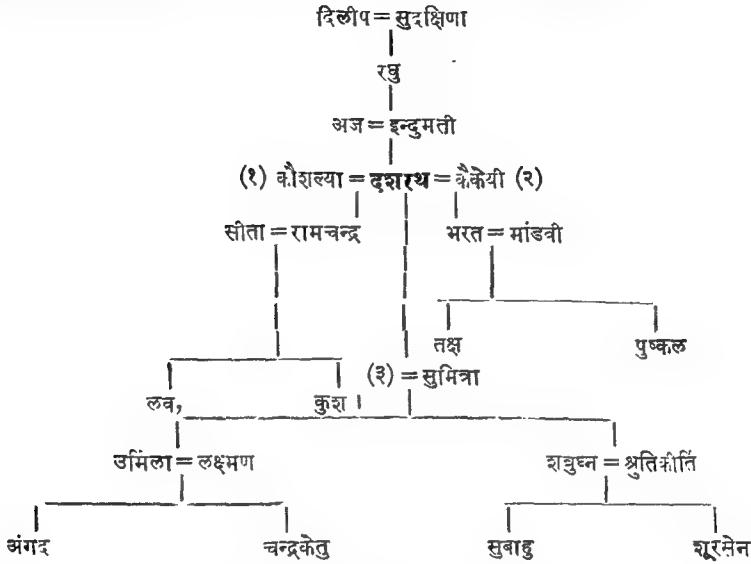 दिलीप = सुदक्षिणा
रघु
अज = इन्दुमती
(१) कौशल्या = दशरथ = कैकेयी (२)
सीता = रामचन्द्र भरत = मांडवी
तक्ष पुष्कल
(३) = सुमित्रा
लव, कुश।
उर्मिला = लक्ष्मण शत्रुघ्न = श्रुतिकीर्ति
अंगद चन्द्रकेतु सुबाहु शूरसेन